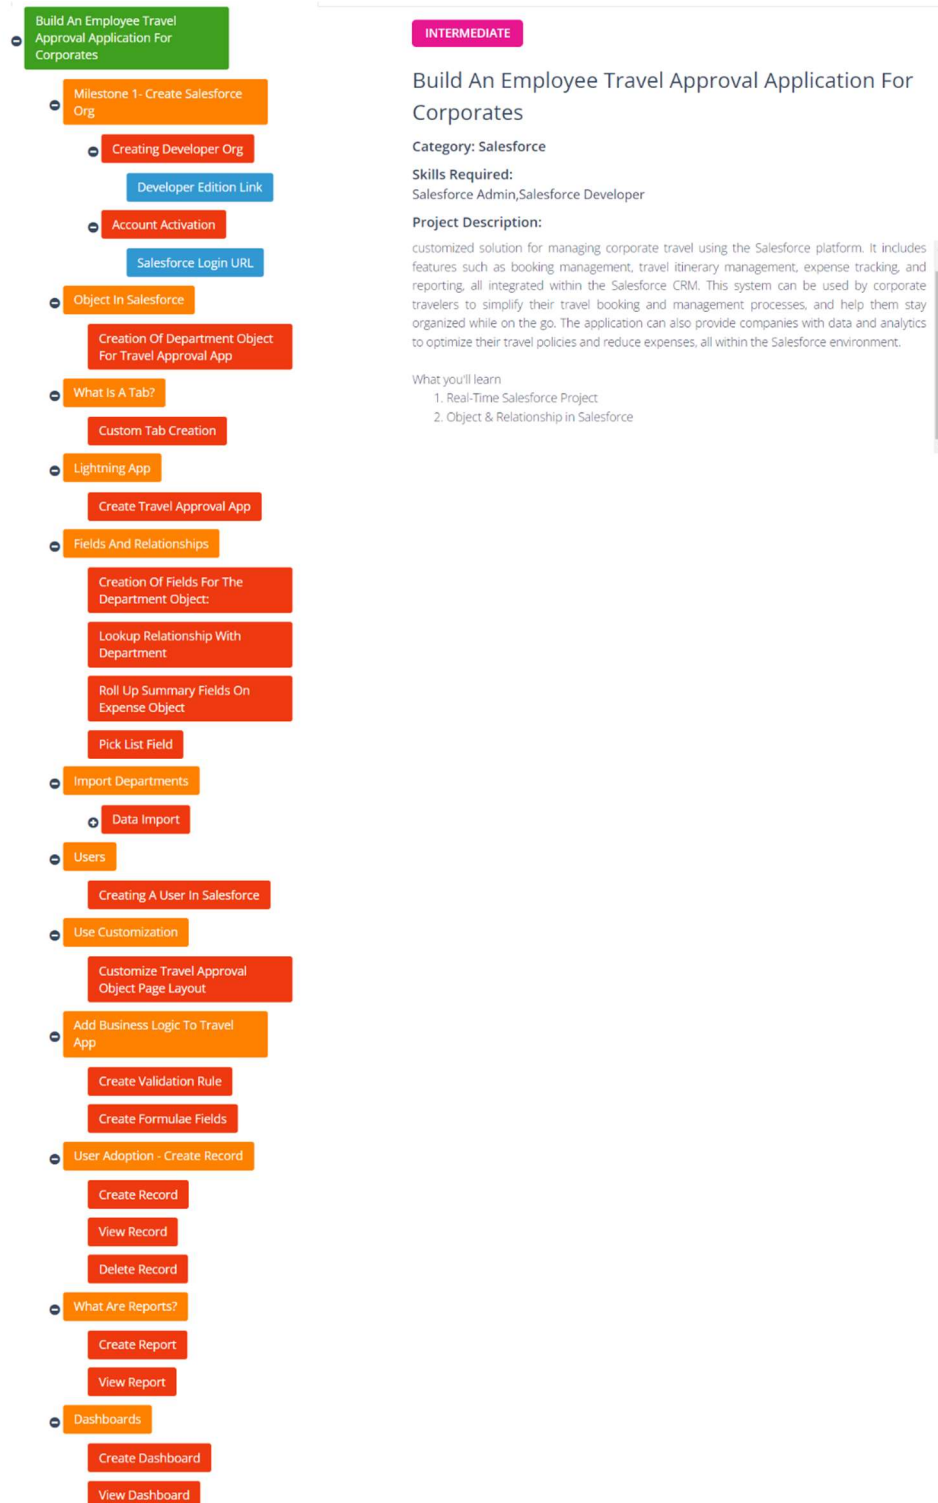 Build An Employee Travel
Approval Application For
Corporates
Milestone 1- Create Salesforce
Org
Creating Developer Org
Developer Edition Link
Account Activation
Salesforce Login URL
Object In Salesforce
Creation Of Department Object
For Travel Approval App
What Is A Tab?
Custom Tab Creation
Lightning App
Create Travel Approval App
Fields And Relationships
Creation Of Fields For The
Department Object:
Lookup Relationship With
Department
Roll Up Summary Fields On
Expense Object
Pick List Field
Import Departments
Data Import
Users
Creating A User In Salesforce
Use Customization
Customize Travel Approval
Object Page Layout
Add Business Logic To Travel
App
Create Validation Rule
Create Formulae Fields
User Adoption - Create Record
Create Record
View Record
Delete Record
What Are Reports?
Create Report
View Report
Dashboards
Create Dashboard
View Dashboard
INTERMEDIATE
Build An Employee Travel Approval Application For
Corporates
Category: Salesforce
Skills Required:
Salesforce Admin,Salesforce Developer
Project Description:
customized solution for managing corporate travel using the Salesforce platform. It includes
features such as booking management, travel itinerary management, expense tracking, and
reporting, all integrated within the Salesforce CRM. This system can be used by corporate
travelers to simplify their travel booking and management processes, and help them stay
organized while on the go. The application can also provide companies with data and analytics
to optimize their travel policies and reduce expenses, all within the Salesforce environment.
What you'll learn
1. Real-Time Salesforce Project
2. Object & Relationship in Salesforce